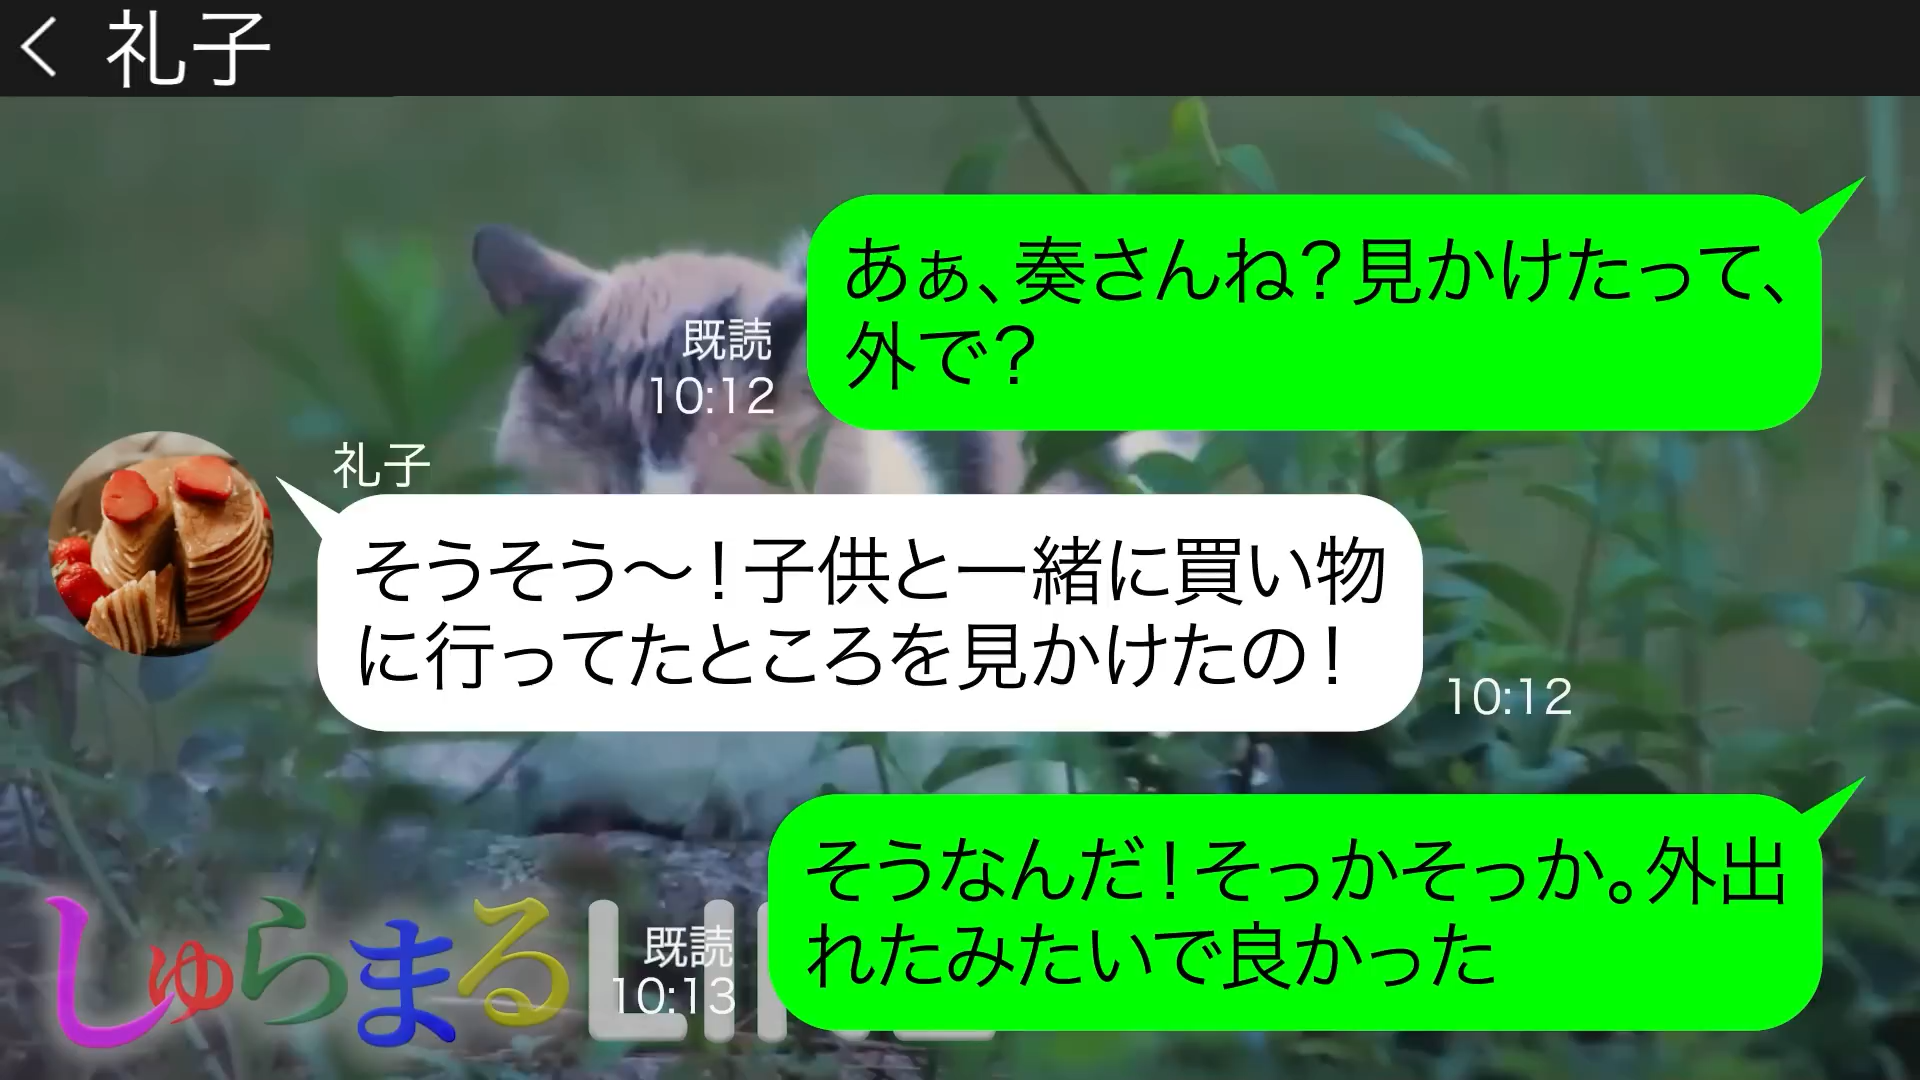 礼子
あぁ、奏さんね？見かけたって、
外で？
既読
10:12
礼子
そうそう～！子供と一緒に買い物
に行ってたところを見かけたの！
10:12
そうなんだ！そっかそっか。外出
れたみたいで良かった
既読
10:13
しゅらまるLINE